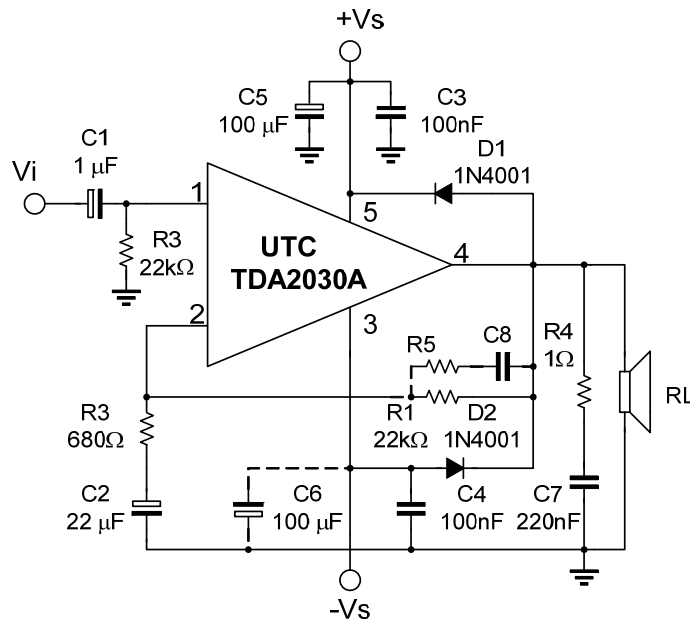 +Vs
C5
100 µF
C3
100nF
C1
1 µF
Vi
D1
1N4001
1
5
R3
22kΩ
UTC
TDA2030A
4
2
3
R5
C8
R4
1Ω
RL
R3
680Ω
R1
22kΩ
D2
1N4001
C2
22 µF
C6
100 µF
C4
100nF
C7
220nF
-Vs